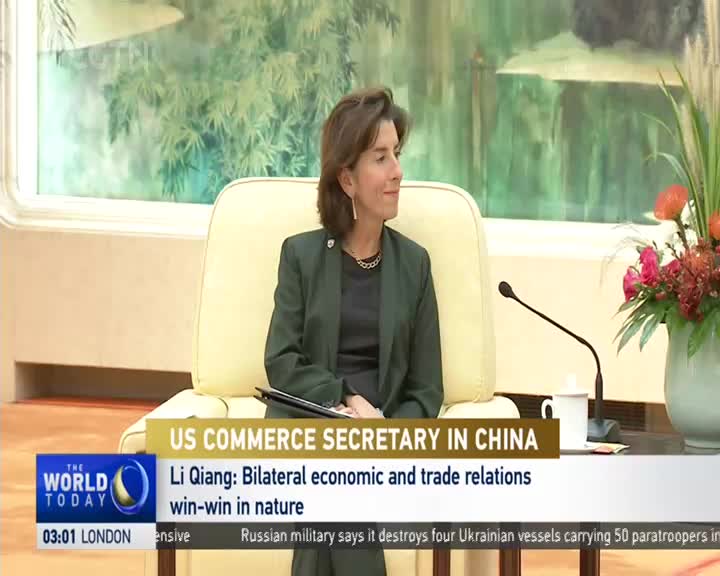 CGTN
US COMMERCE SECRETARY IN CHINA
Li Qiang: Bilateral economic and trade relations
win-win in nature
THE
WORLD
TODAY
03:01 LONDON
ensive Russian military says it destroys four Ukrainian vessels carrying 50 paratroopers in